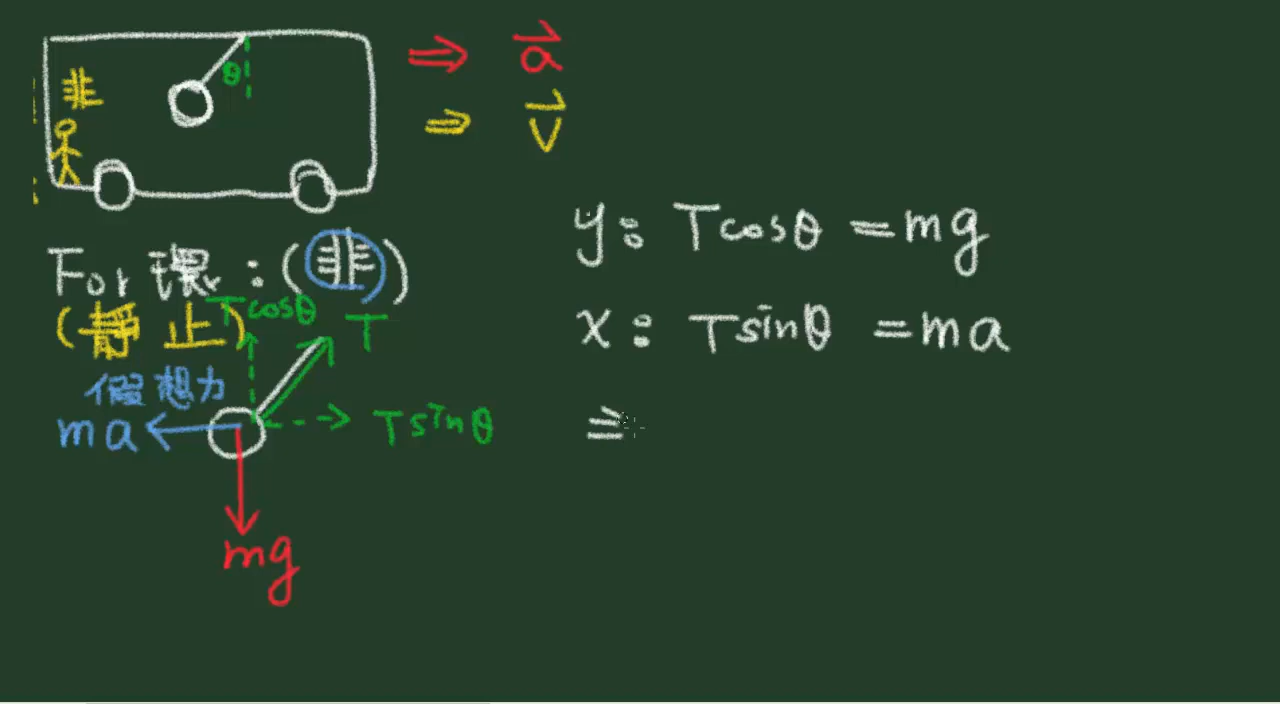 θ
⇒ a⃗
非
⇒ v⃗
y: Tcosθ = mg
For 環: (非)
(靜止)
Tcosθ
T
x: Tsinθ = ma
假想力
ma
Tsinθ
mg